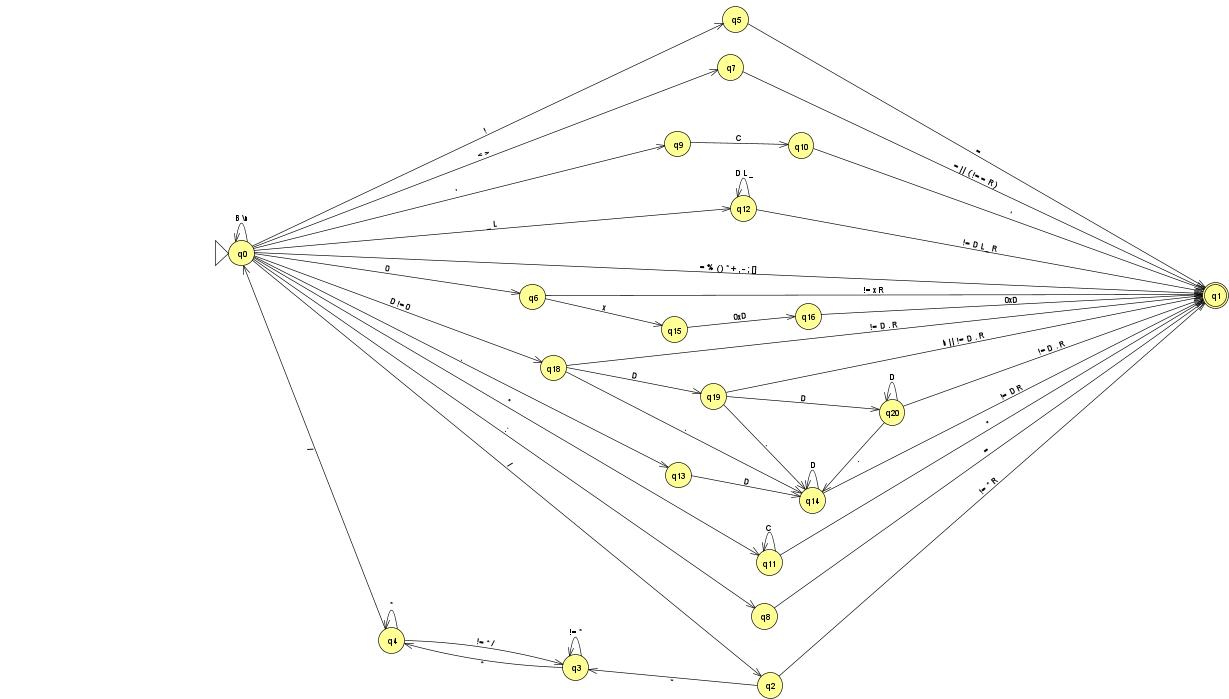 q5
q7
!
< >
q9
C
q10
=
= || ( != = R )
D L _
q12
_ L
!= D L _ R
B \s
q0
= % ( ) * + , - ; [ ]
0
q6
!= x R
q1
x
q15
0xD
q16
0xD
D != 0
q18
!= D . R
D
q19
D
D
q20
!= D . R
q13
D
D
q14
!= D R
C
q11
q8
=
/
!= * R
/
q4
!= * /
!= *
q3
q2